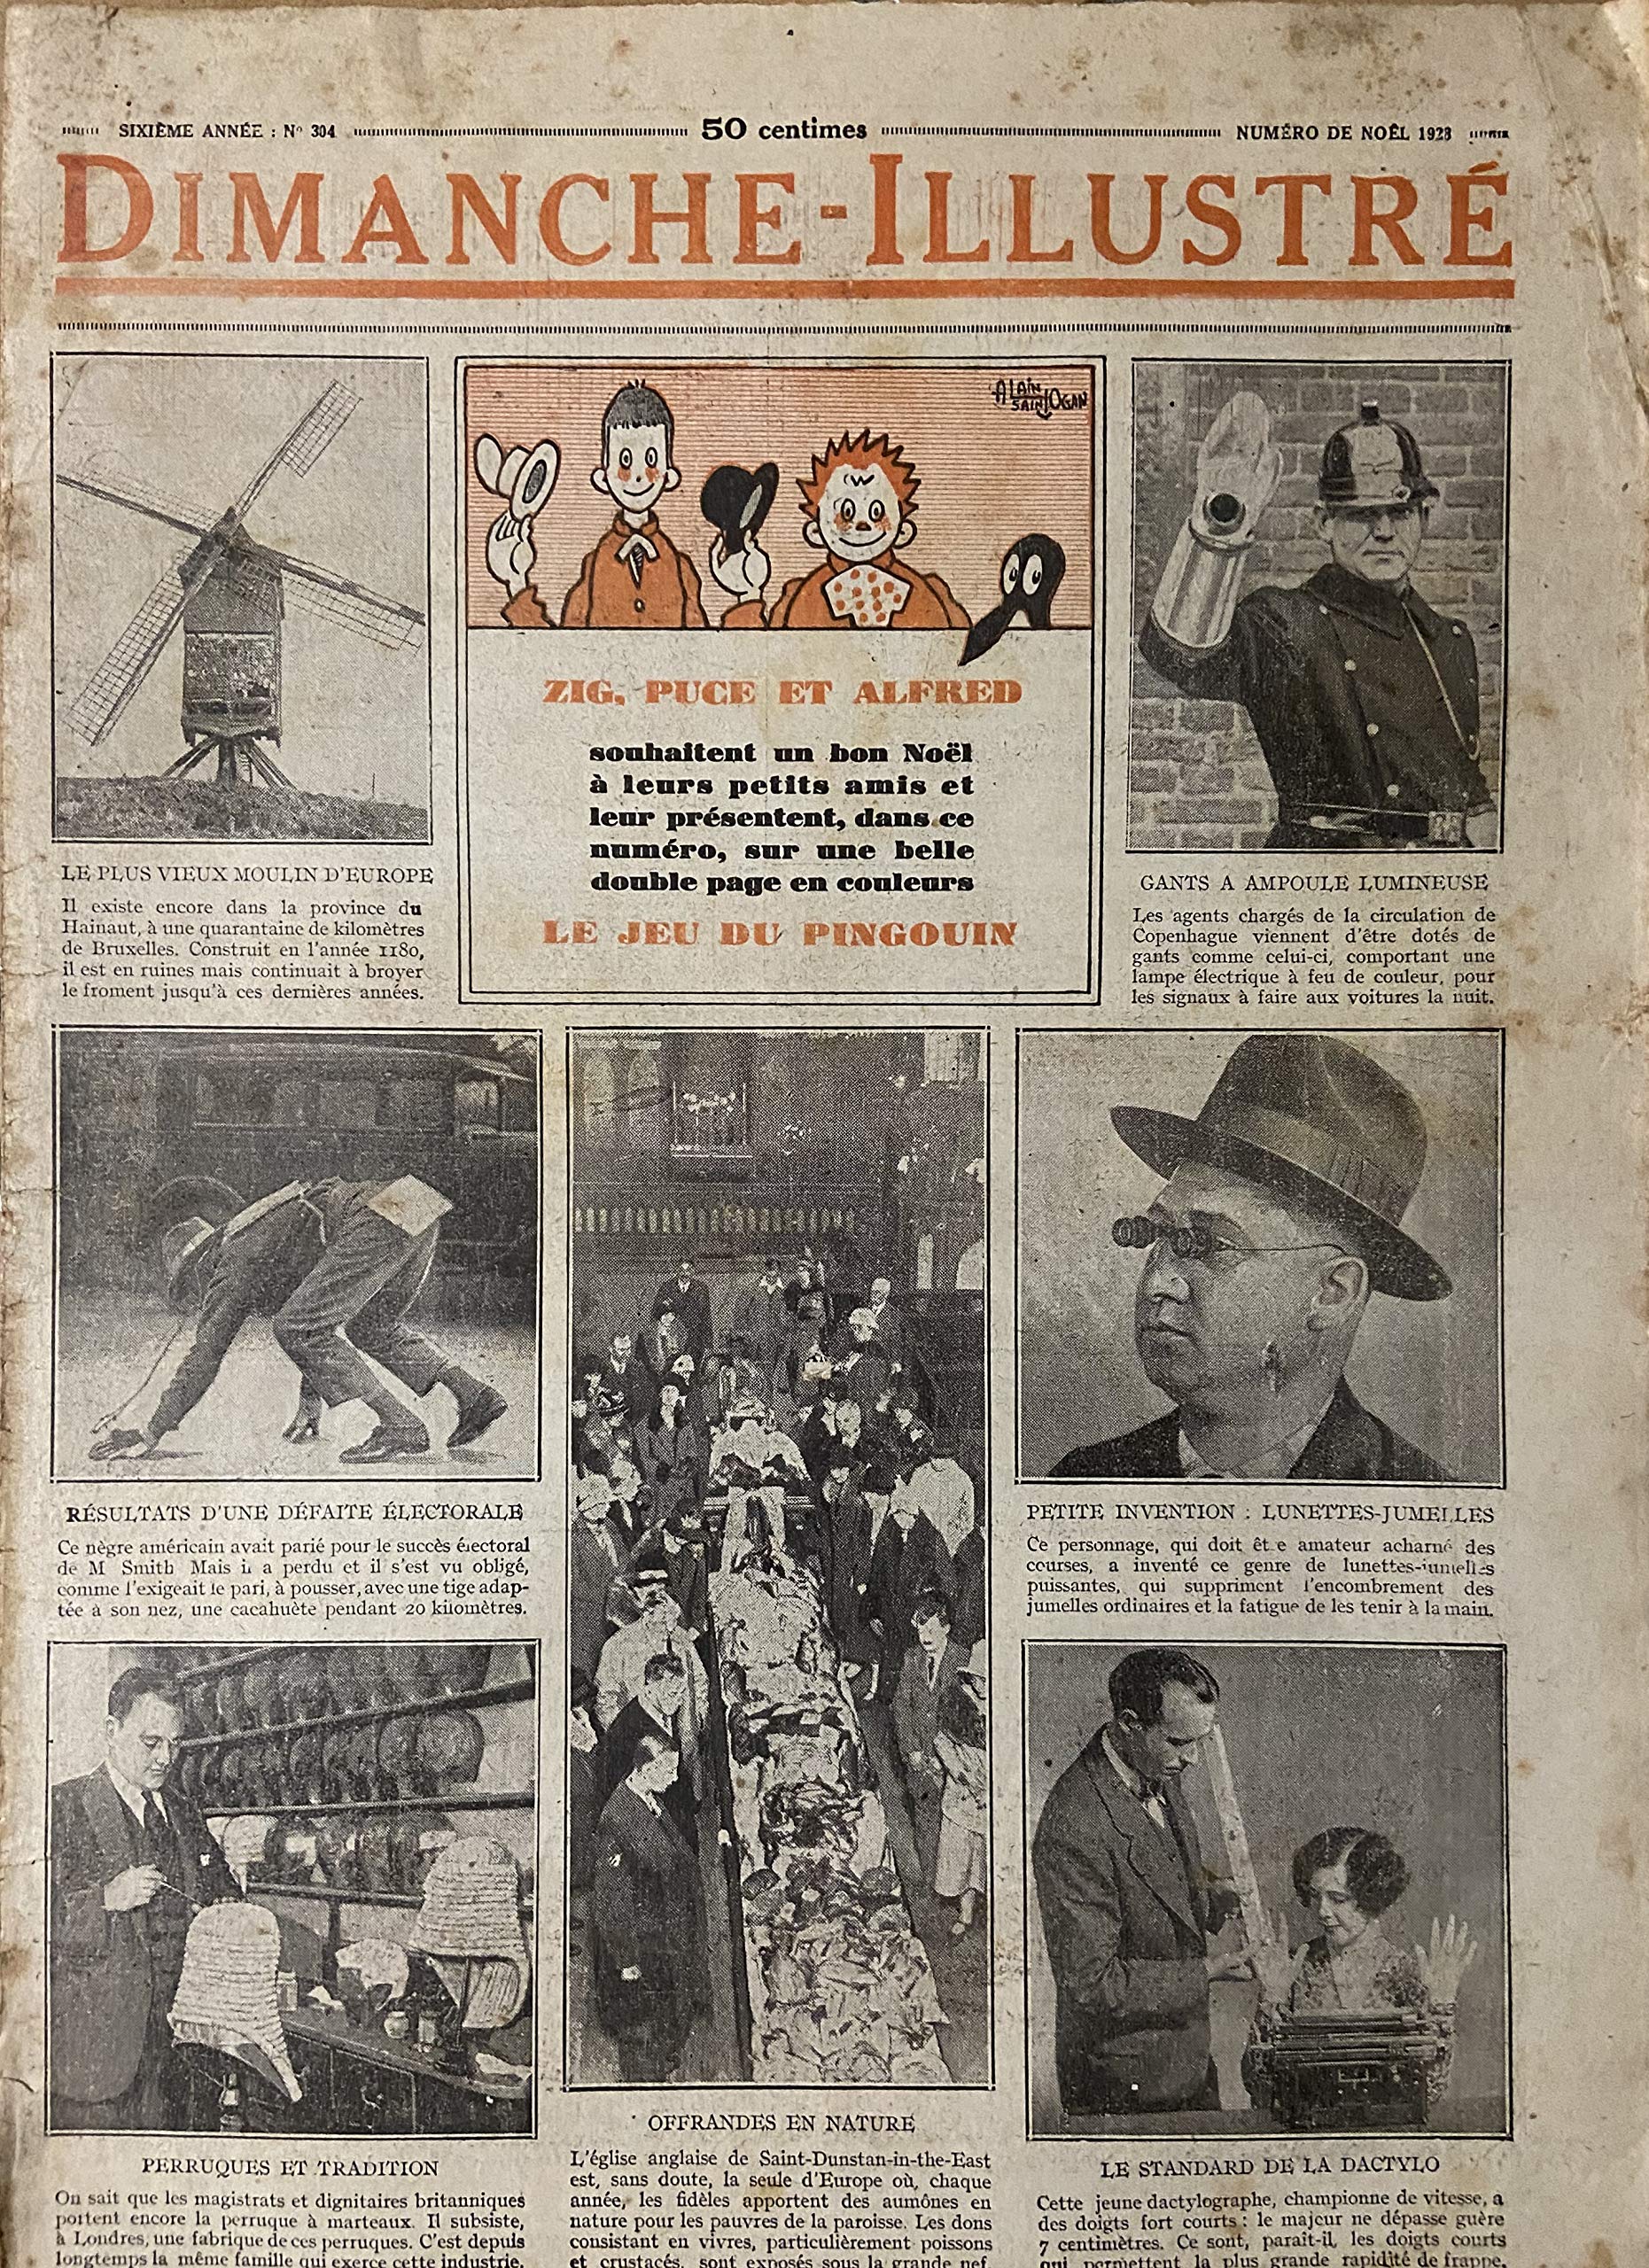 SIXIÈME ANNÉE : N° 304
50 centimes
NUMÉRO DE NOËL 1928
DIMANCHE-ILLUSTRÉ
ALAIN
SAINT OGAN
ZIG, PUCE ET ALFRED
souhaitent un bon Noël
à leurs petits amis et
leur présentent, dans ce
numéro, sur une belle
double page en couleurs
LE JEU DU PINGOUIN
LE PLUS VIEUX MOULIN D'EUROPE
Il existe encore dans la province du
Hainaut, à une quarantaine de kilomètres
de Bruxelles. Construit en l'année 1180,
il est en ruines mais continuait à broyer
le froment jusqu'à ces dernières années.
GANTS A AMPOULE LUMINEUSE
Les agents chargés de la circulation de
Copenhague viennent d'être dotés de
gants comme celui-ci, comportant une
lampe électrique à feu de couleur, pour
les signaux à faire aux voitures la nuit.
RÉSULTATS D'UNE DÉFAITE ÉLECTORALE
Ce nègre américain avait parié pour le succès électoral
de M Smith Mais il a perdu et il s'est vu obligé,
comme l'exigeait le pari, à pousser, avec une tige adap-
tée à son nez, une cacahuète pendant 20 kilomètres.
PETITE INVENTION : LUNETTES-JUMELLES
Ce personnage, qui doit êt e amateur acharné des
courses, a inventé ce genre de lunettes-jumelles
puissantes, qui suppriment l'encombrement des
jumelles ordinaires et la fatigue de les tenir à la main.
PERRUQUES ET TRADITION
On sait que les magistrats et dignitaires britanniques
portent encore la perruque à marteaux. Il subsiste,
à Londres, une fabrique de ces perruques. C'est depuis
longtemps la même famille qui exerce cette industrie.
OFFRANDES EN NATURE
L'église anglaise de Saint-Dunstan-in-the-East
est, sans doute, la seule d'Europe où, chaque
année, les fidèles apportent des aumônes en
nature pour les pauvres de la paroisse. Les dons
consistent en vivres, particulièrement poissons
et crustacés, sont exposés sous la grande nef.
LE STANDARD DE LA DACTYLO
Cette jeune dactylographe, championne de vitesse, a
des doigts fort courts : le majeur ne dépasse guère
7 centimètres. Ce sont, paraît-il, les doigts courts
qui permettent la plus grande rapidité de frappe.